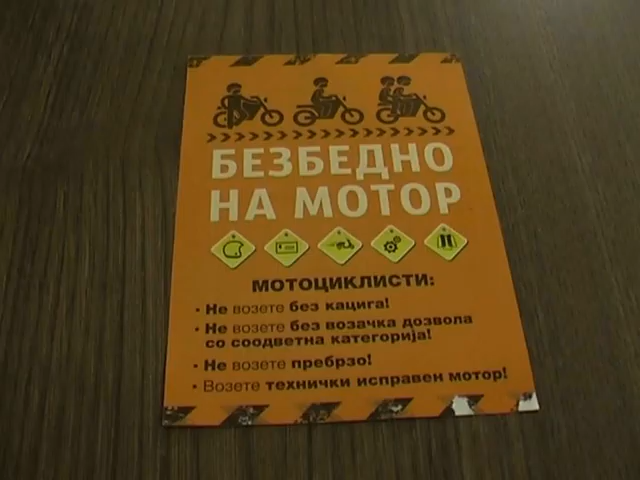 БЕЗБЕДНО
НА МОТОР
МОТОЦИКЛИСТИ:
• Не возете без кацига!
• Не возете без возачка дозвола
со соодветна категорија!
• Не возете пребрзо!
• Возете технички исправен мотор!